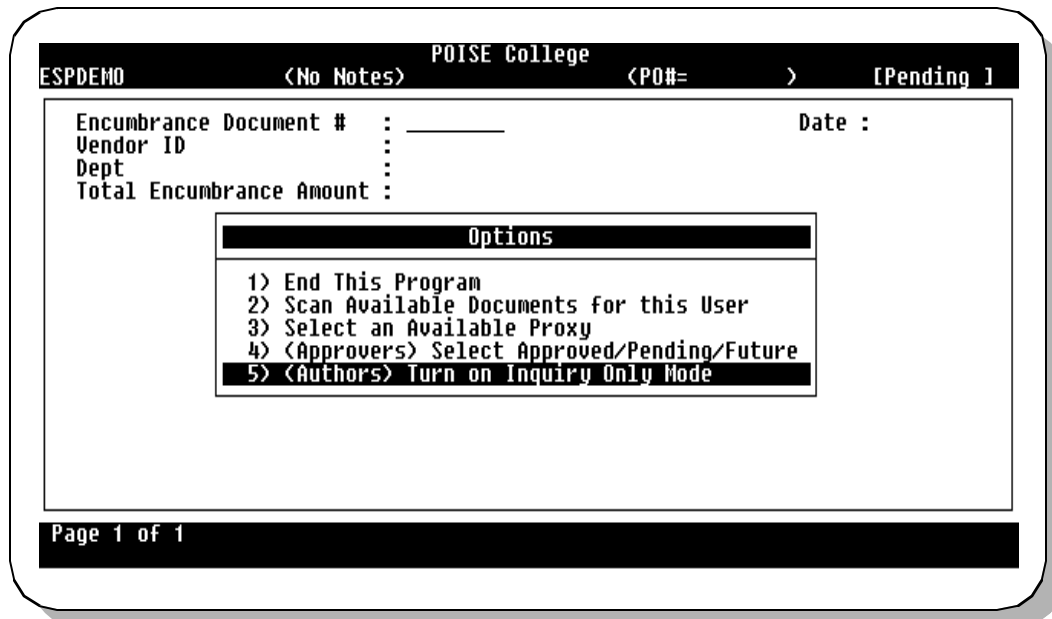 POISE College
ESPDEMO (No Notes) (PO#= ) [Pending ]
Encumbrance Document # : __________ Date :
Vendor ID :
Dept :
Total Encumbrance Amount :
Options
1) End This Program
2) Scan Available Documents for this User
3) Select an Available Proxy
4) (Approvers) Select Approved/Pending/Future
5) (Authors) Turn on Inquiry Only Mode
Page 1 of 1